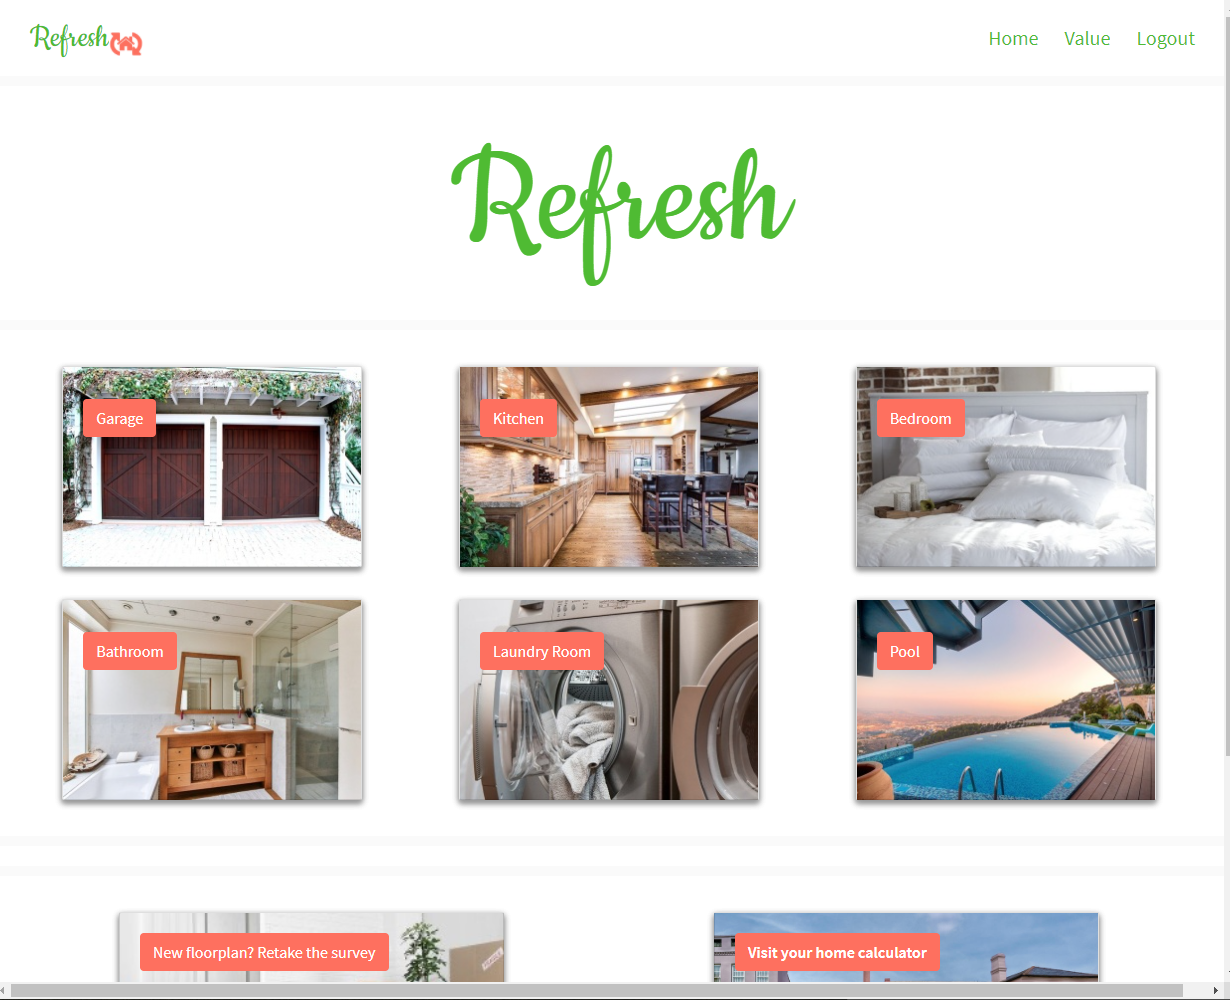 Refresh
Home Value Logout
Refresh
Garage
Kitchen
Bedroom
Bathroom
Laundry Room
Pool
New floorplan? Retake the survey
Visit your home calculator